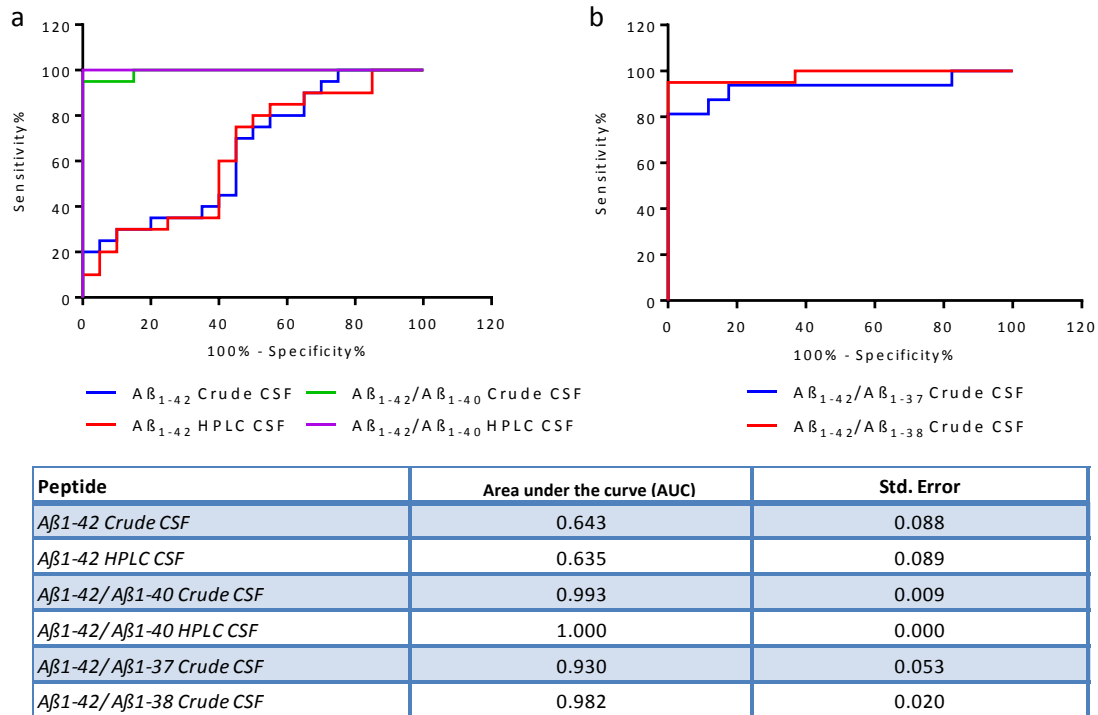 a
120
100
80
60
40
20
0
Sensitivity%
0 20 40 60 80 100 120
100% - Specificity%
Aß1-42 Crude CSF
Aß1-42/Aß1-40 Crude CSF
Aß1-42 HPLC CSF
Aß1-42/Aß1-40 HPLC CSF
b
120
100
80
60
40
20
0
Sensitivity%
0 20 40 60 80 100 120
100% - Specificity%
Aß1-42/Aß1-37 Crude CSF
Aß1-42/Aß1-38 Crude CSF
Peptide Area under the curve (AUC) Std. Error
Aβ1-42 Crude CSF 0.643 0.088
Aβ1-42 HPLC CSF 0.635 0.089
Aβ1-42/Aβ1-40 Crude CSF 0.993 0.009
Aβ1-42/Aβ1-40 HPLC CSF 1.000 0.000
Aβ1-42/Aβ1-37 Crude CSF 0.930 0.053
Aβ1-42/Aβ1-38 Crude CSF 0.982 0.020